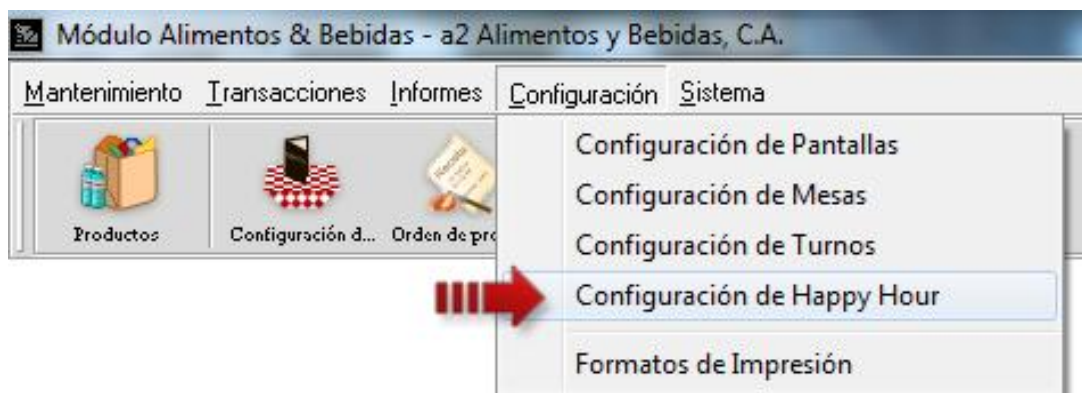 Módulo Alimentos & Bebidas - a2 Alimentos y Bebidas, C.A.
Mantenimiento Transacciones Informes Configuración Sistema
Configuración de Pantallas
Configuración de Mesas
Productos Configuración d... Orden de pro
Configuración de Turnos
Configuración de Happy Hour
Formatos de Impresión